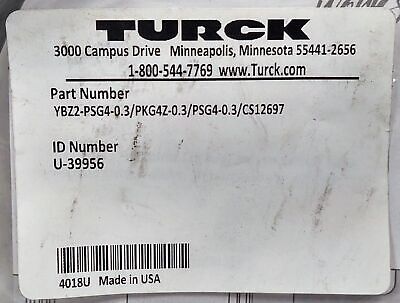 TURCK
3000 Campus Drive Minneapolis, Minnesota 55441-2656
1-800-544-7769 www.Turck.com
Part Number
YBZ2-PSG4-0.3/PKG4Z-0.3/PSG4-0.3/CS12697
ID Number
U-39956
4018U Made in USA